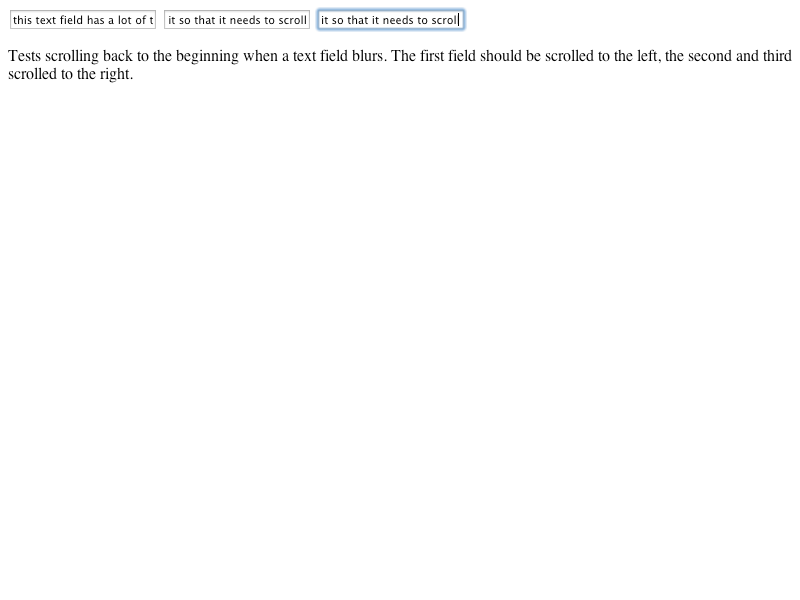 this text field has a lot of t it so that it needs to scroll it so that it needs to scrol
Tests scrolling back to the beginning when a text field blurs. The first field should be scrolled to the left, the second and third
scrolled to the right.